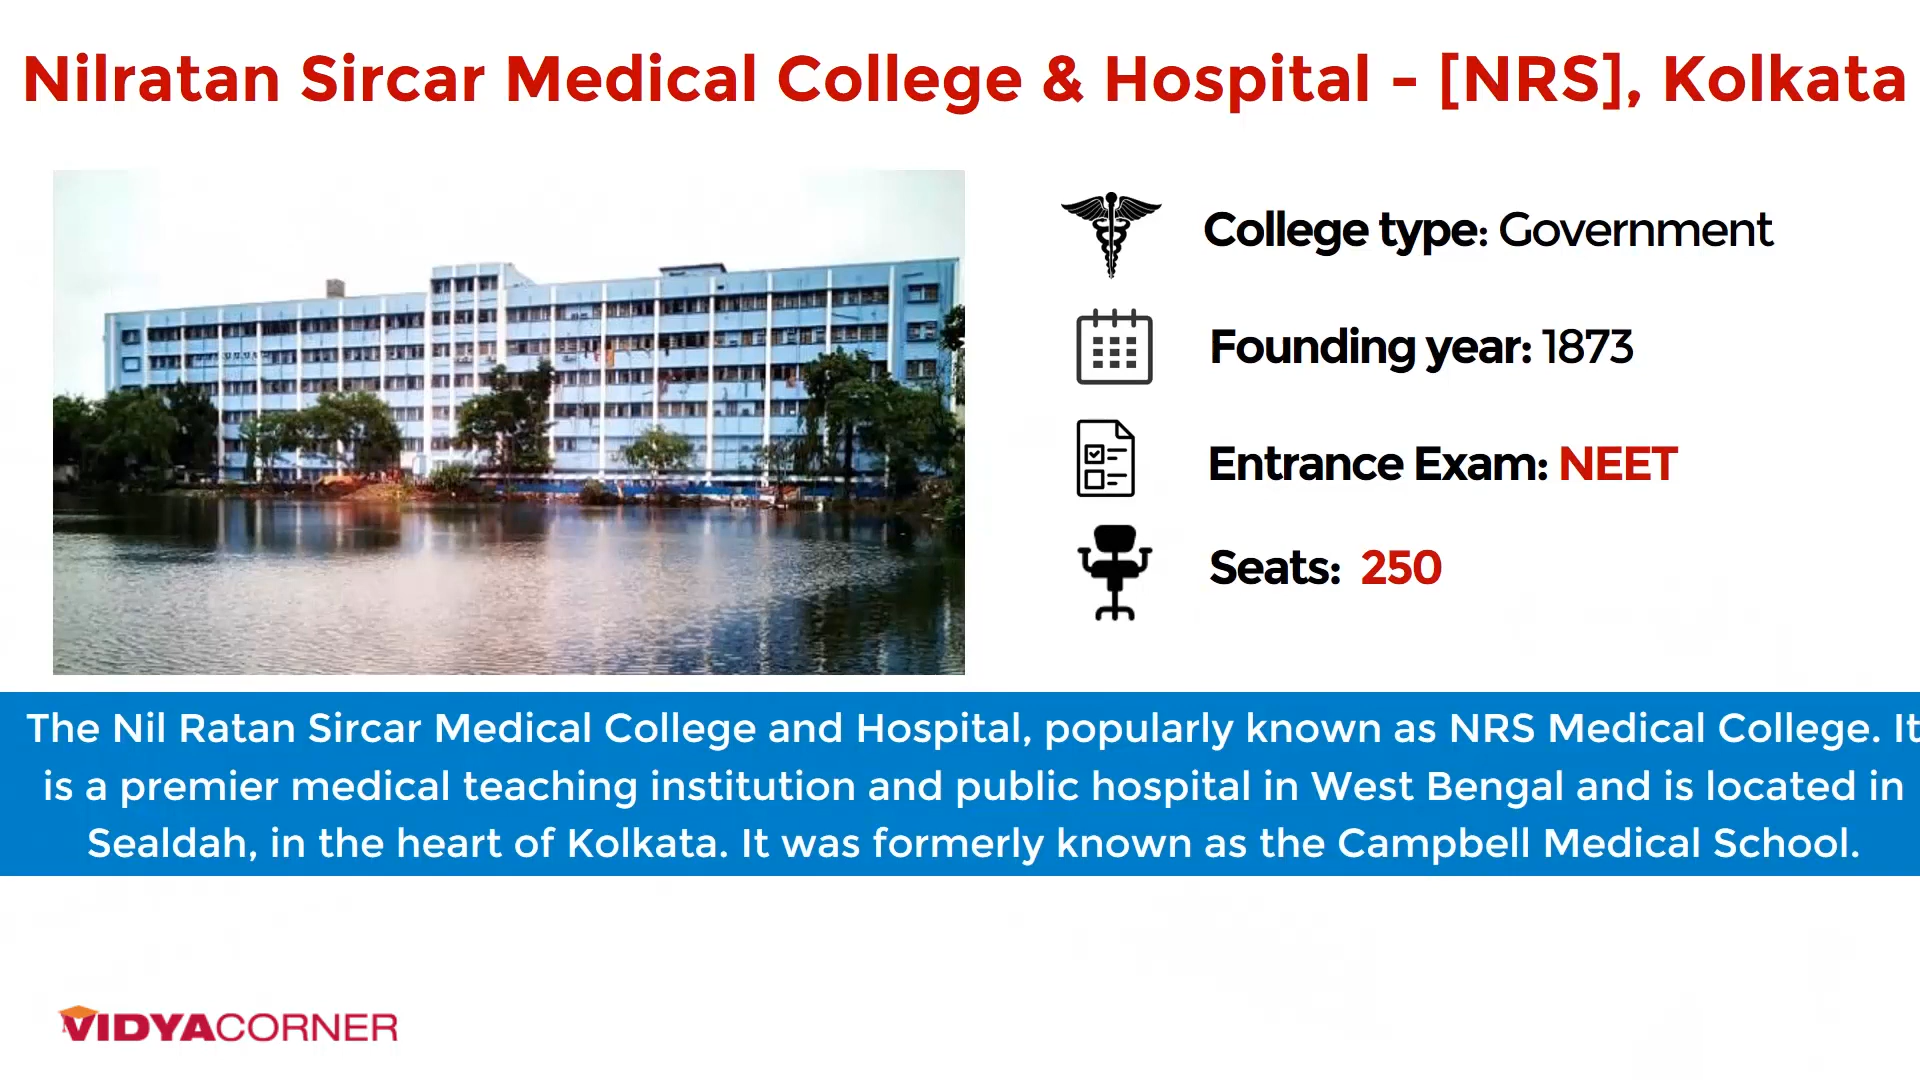 Nilratan Sircar Medical College & Hospital - [NRS], Kolkata
College type: Government
Founding year: 1873
Entrance Exam: NEET
Seats: 250
The Nil Ratan Sircar Medical College and Hospital, popularly known as NRS Medical College. It
is a premier medical teaching institution and public hospital in West Bengal and is located in
Sealdah, in the heart of Kolkata. It was formerly known as the Campbell Medical School.
VIDYACORNER